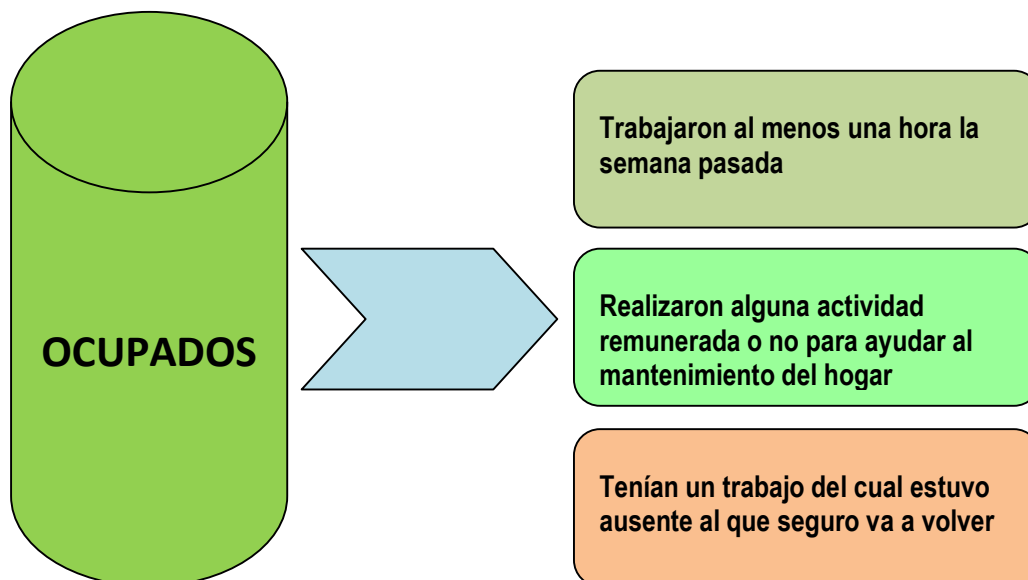 OCUPADOS
Trabajaron al menos una hora la
semana pasada
Realizaron alguna actividad
remunerada o no para ayudar al
mantenimiento del hogar
Tenían un trabajo del cual estuvo
ausente al que seguro va a volver